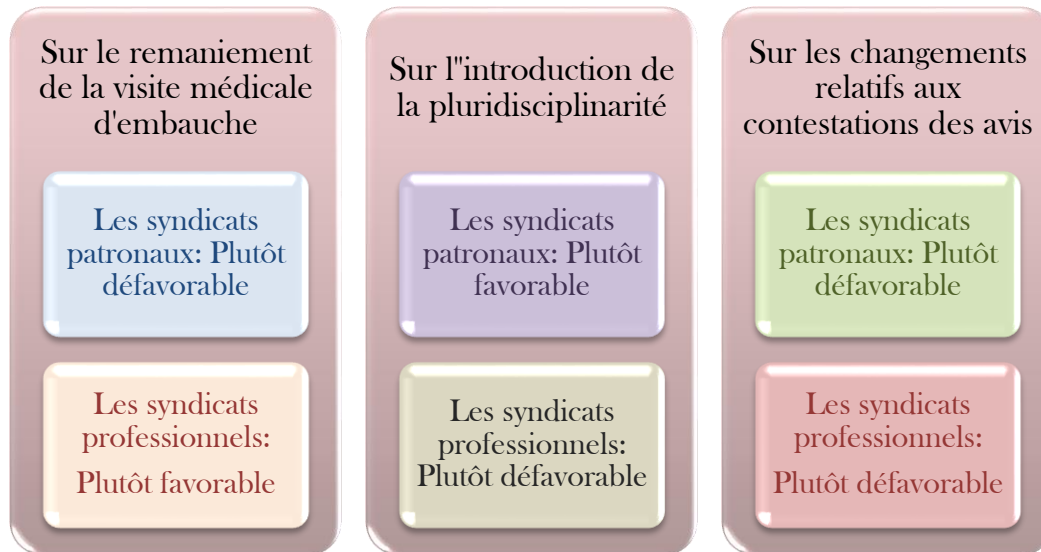 Sur le remaniement
de la visite médicale
d'embauche
Les syndicats
patronaux: Plutôt
défavorable
Les syndicats
professionnels:
Plutôt favorable
Sur l"introduction de
la pluridisciplinarité
Les syndicats
patronaux: Plutôt
favorable
Les syndicats
professionnels:
Plutôt défavorable
Sur les changements
relatifs aux
contestations des avis
Les syndicats
patronaux: Plutôt
défavorable
Les syndicats
professionnels:
Plutôt défavorable